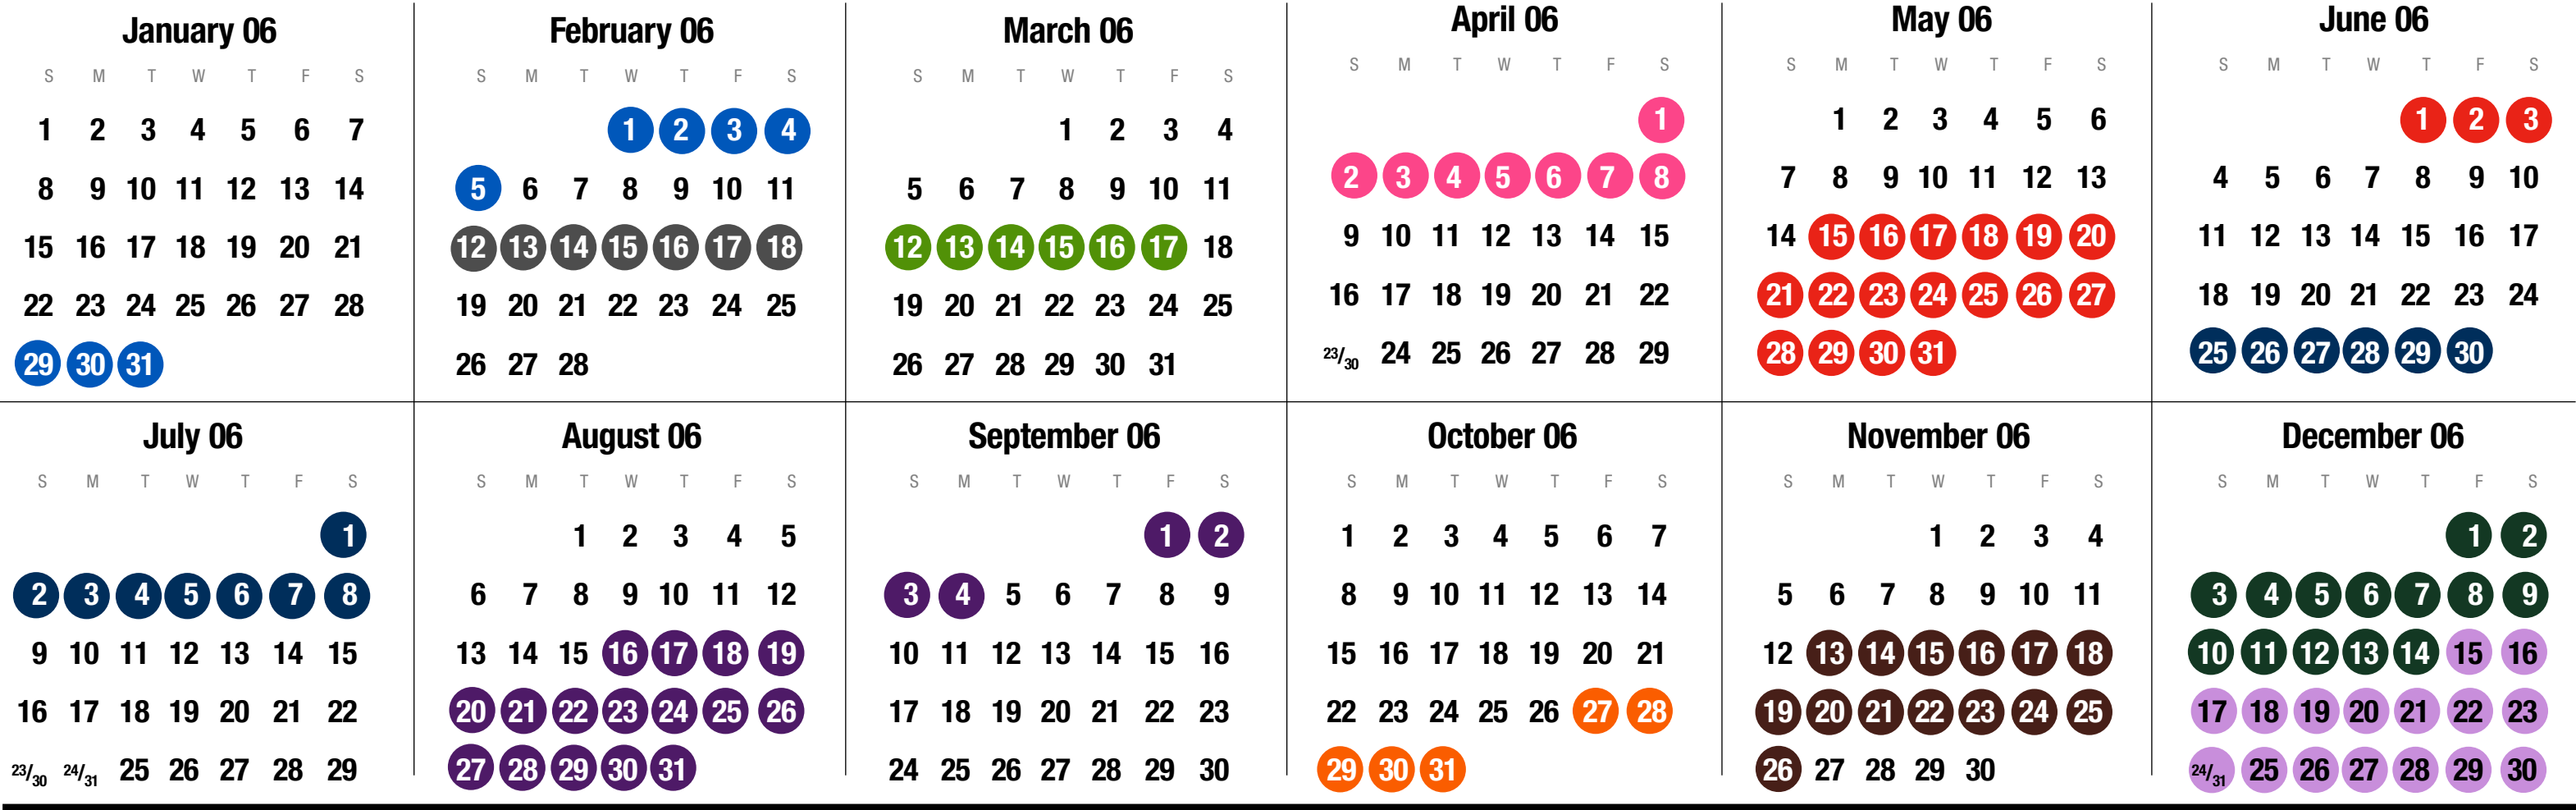 January 06
S M T W T F S
1 2 3 4 5 6 7
8 9 10 11 12 13 14
15 16 17 18 19 20 21
22 23 24 25 26 27 28
29 30 31
February 06
S M T W T F S
1 2 3 4
5 6 7 8 9 10 11
12 13 14 15 16 17 18
19 20 21 22 23 24 25
26 27 28
March 06
S M T W T F S
1 2 3 4
5 6 7 8 9 10 11
12 13 14 15 16 17 18
19 20 21 22 23 24 25
26 27 28 29 30 31
April 06
S M T W T F S
1
2 3 4 5 6 7 8
9 10 11 12 13 14 15
16 17 18 19 20 21 22
23/30 24 25 26 27 28 29
May 06
S M T W T F S
1 2 3 4 5 6
7 8 9 10 11 12 13
14 15 16 17 18 19 20
21 22 23 24 25 26 27
28 29 30 31
June 06
S M T W T F S
1 2 3
4 5 6 7 8 9 10
11 12 13 14 15 16 17
18 19 20 21 22 23 24
25 26 27 28 29 30
July 06
S M T W T F S
1
2 3 4 5 6 7 8
9 10 11 12 13 14 15
16 17 18 19 20 21 22
23/30 24/31 25 26 27 28 29
August 06
S M T W T F S
1 2 3 4 5
6 7 8 9 10 11 12
13 14 15 16 17 18 19
20 21 22 23 24 25 26
27 28 29 30 31
September 06
S M T W T F S
1 2
3 4 5 6 7 8 9
10 11 12 13 14 15 16
17 18 19 20 21 22 23
24 25 26 27 28 29 30
October 06
S M T W T F S
1 2 3 4 5 6 7
8 9 10 11 12 13 14
15 16 17 18 19 20 21
22 23 24 25 26 27 28
29 30 31
November 06
S M T W T F S
1 2 3 4
5 6 7 8 9 10 11
12 13 14 15 16 17 18
19 20 21 22 23 24 25
26 27 28 29 30
December 06
S M T W T F S
1 2
3 4 5 6 7 8 9
10 11 12 13 14 15 16
17 18 19 20 21 22 23
24/31 25 26 27 28 29 30